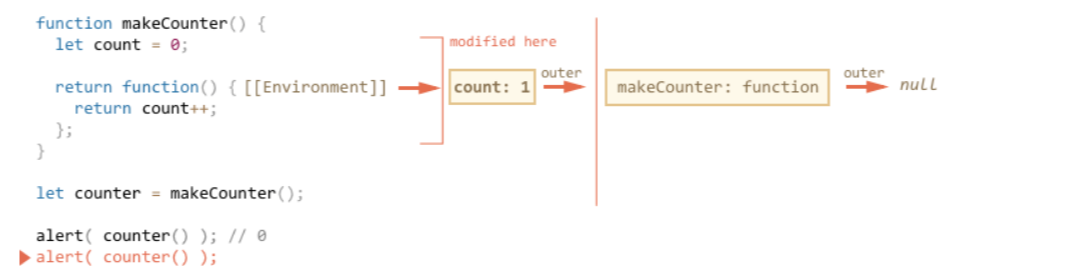 function makeCounter() {
let count = 0;
modified here
return function() { [[Environment]]
count: 1
outer
makeCounter: function
outer
null
return count++;
};
}
let counter = makeCounter();
alert( counter() ); // 0
alert( counter() );